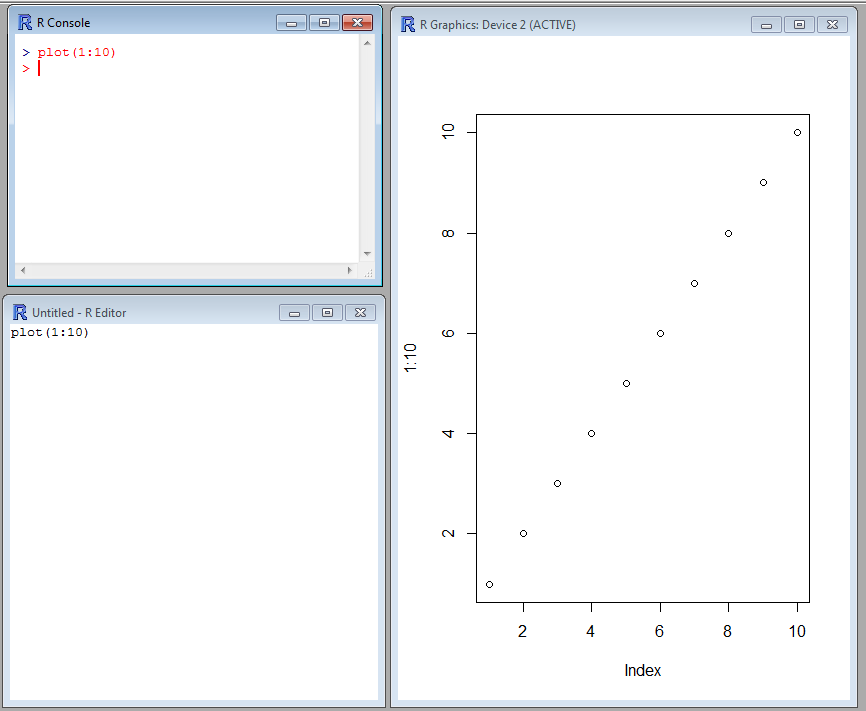 R Console
> plot(1:10)
>
Untitled - R Editor
plot(1:10)
R Graphics: Device 2 (ACTIVE)
10
8
6
4
2
1:10
2 4 6 8 10
Index